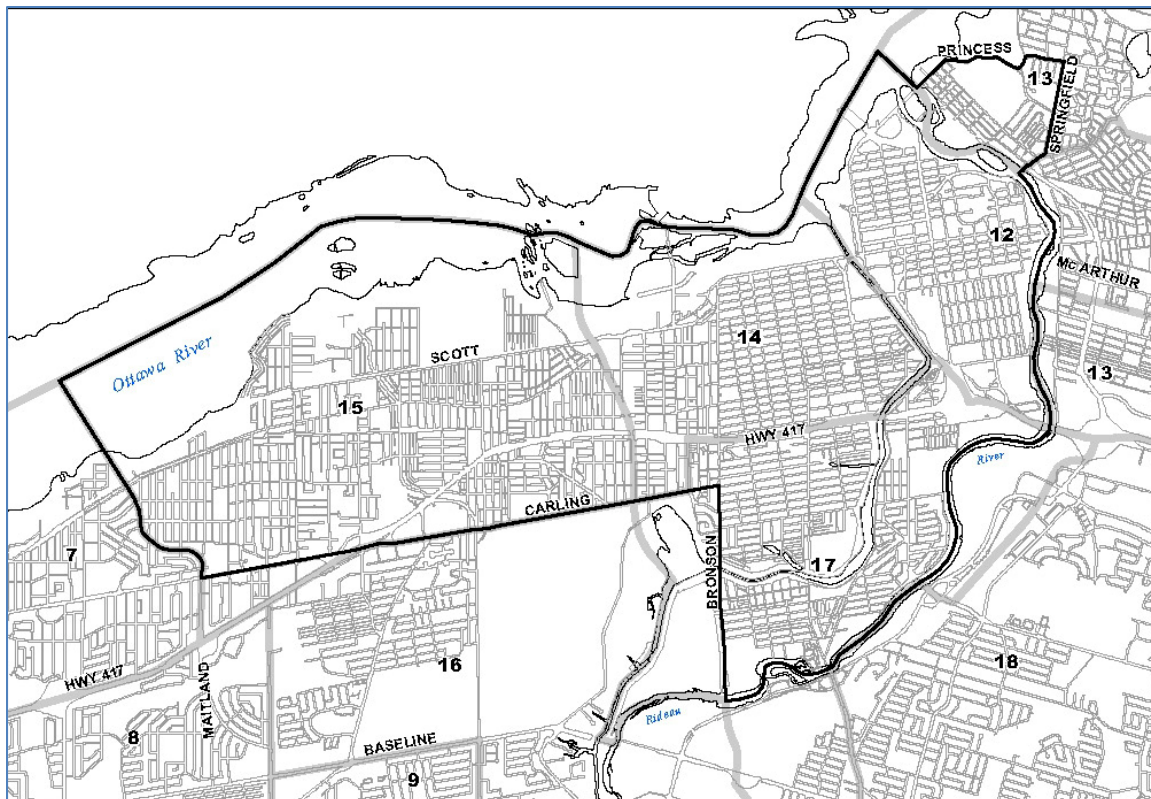 PRINCESS
13
SPRINGFIELD
12
McARTHUR
Ottawa River
SCOTT
14
13
15
HWY 417
River
CARLING
7
BRONSON
17
16
18
HWY 417
MAITLAND
Rideau
8
BASELINE
9